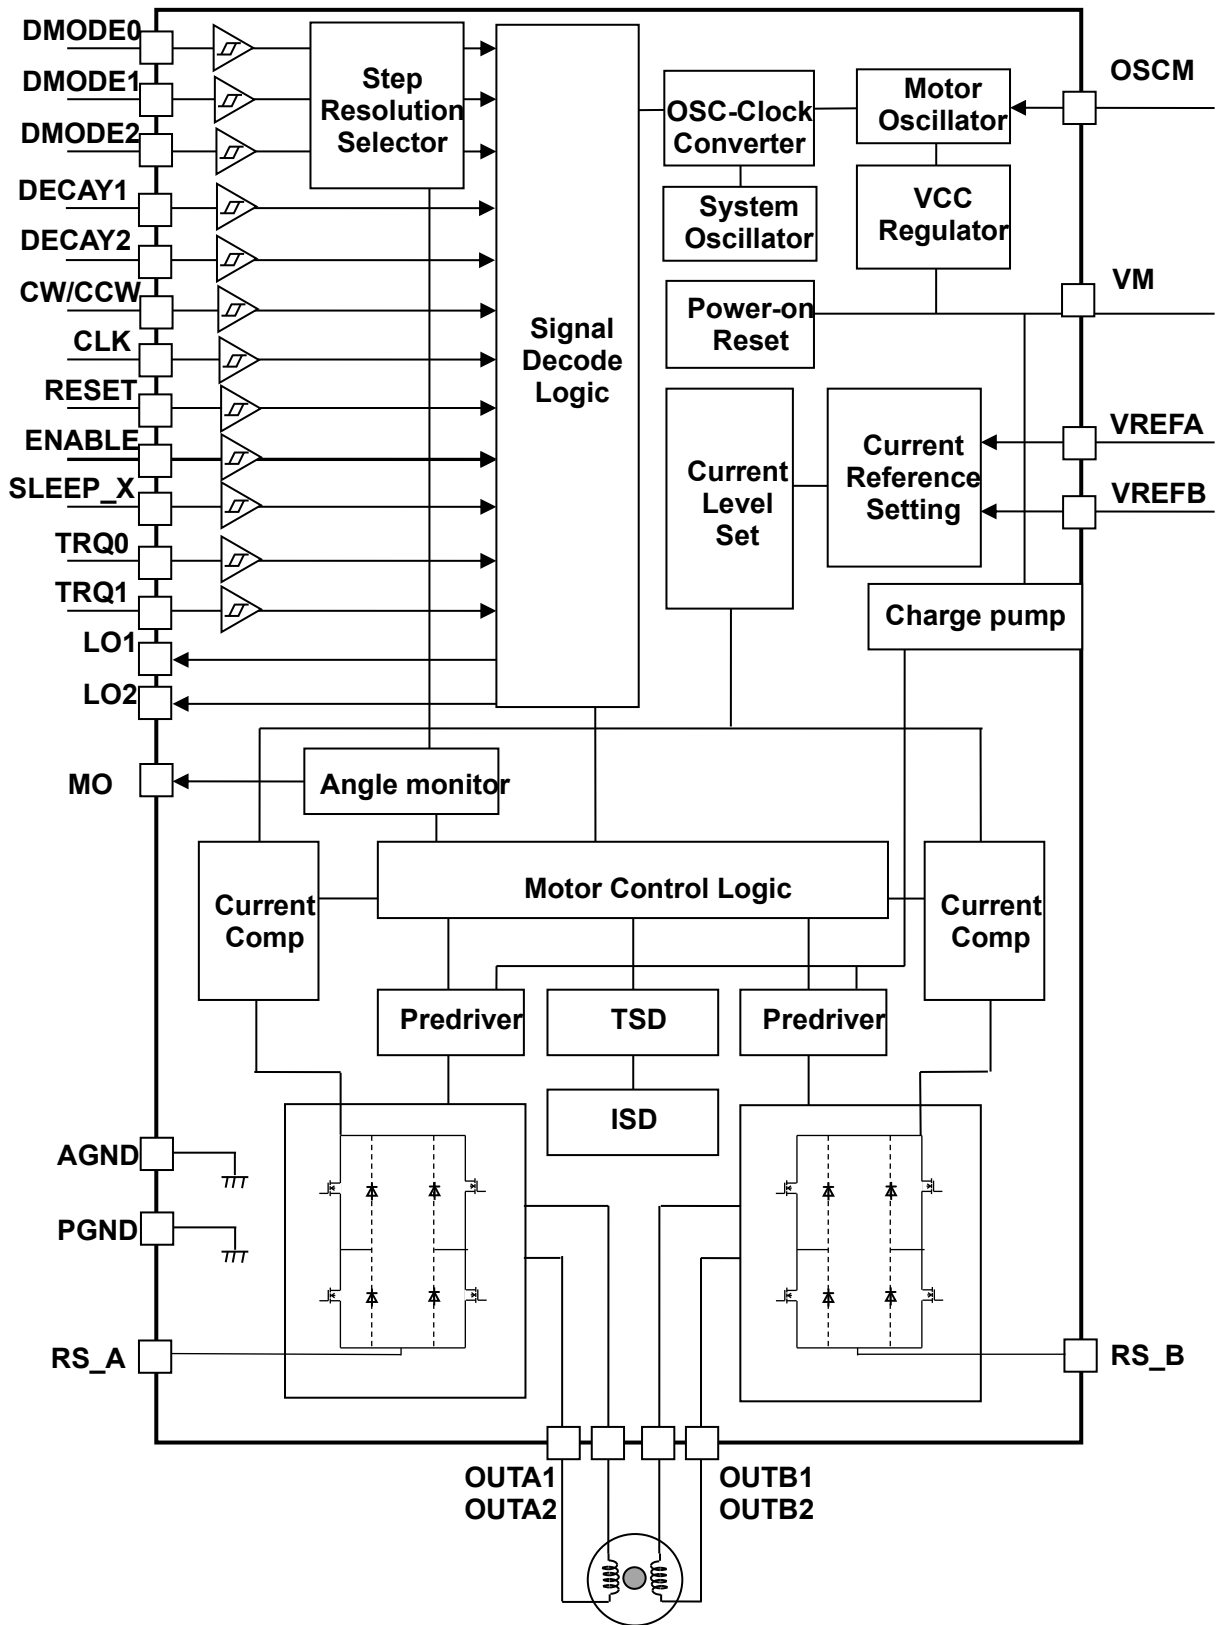 DMODE0
DMODE1
DMODE2
DECAY1
DECAY2
CW/CCW
CLK
RESET
ENABLE
SLEEP_X
TRQ0
TRQ1
LO1
LO2
MO
AGND
PGND
RS_A
Step
Resolution
Selector
Signal
Decode
Logic
OSC-Clock
Converter
Motor
Oscillator
System
Oscillator
VCC
Regulator
Power-on
Reset
Current
Level
Set
Current
Reference
Setting
Charge pump
OSCM
VM
VREFA
VREFB
Angle monitor
Motor Control Logic
Current
Comp
Current
Comp
Predriver
TSD
Predriver
ISD
RS_B
OUTA1
OUTA2
OUTB1
OUTB2